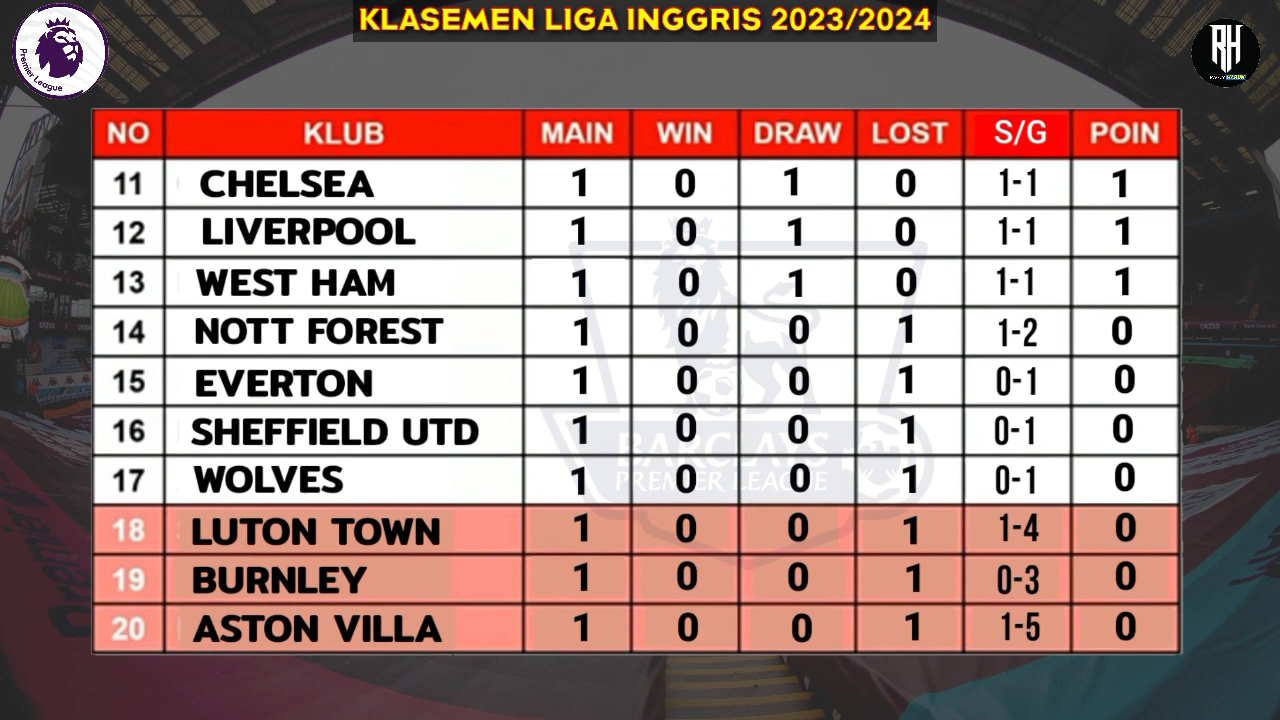 KLASEMEN LIGA INGGRIS 2023/2024
Premier League
RH
NO KLUB MAIN WIN DRAW LOST S/G POIN
11 CHELSEA 1 0 1 0 1-1 1
12 LIVERPOOL 1 0 1 0 1-1 1
13 WEST HAM 1 0 1 0 1-1 1
14 NOTT FOREST 1 0 0 1 1-2 0
15 EVERTON 1 0 0 1 0-1 0
16 SHEFFIELD UTD 1 0 0 1 0-1 0
17 WOLVES 1 0 0 1 0-1 0
18 LUTON TOWN 1 0 0 1 1-4 0
19 BURNLEY 1 0 0 1 0-3 0
20 ASTON VILLA 1 0 0 1 1-5 0
BARCLAYS
PREMIER LEAGUE